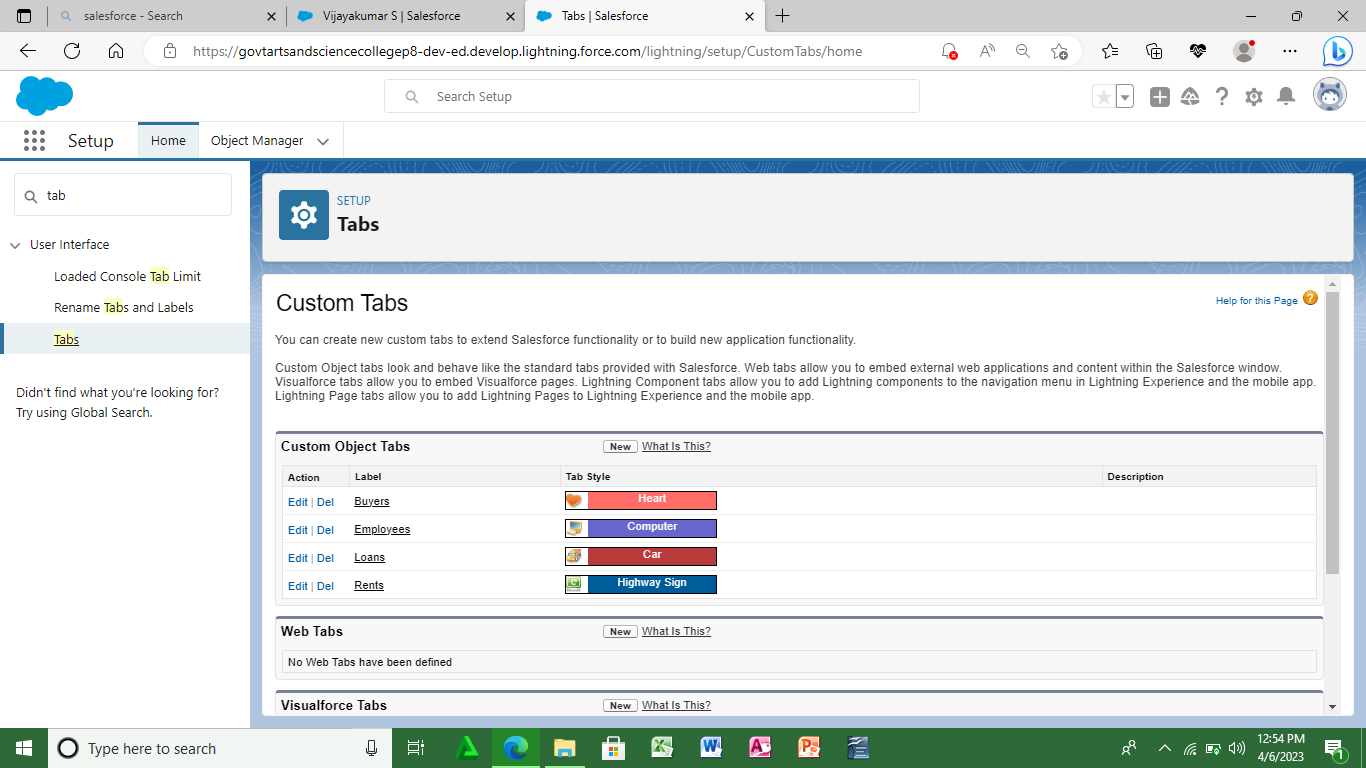 salesforce - Search
Vijayakumar S | Salesforce
Tabs | Salesforce
https://govtartsandsciencecollegep8-dev-ed.develop.lightning.force.com/lightning/setup/CustomTabs/home
Search Setup
Setup
Home
Object Manager
tab
User Interface
Loaded Console Tab Limit
Rename Tabs and Labels
Tabs
Didn't find what you're looking for?
Try using Global Search.
SETUP
Tabs
Custom Tabs
Help for this Page
You can create new custom tabs to extend Salesforce functionality or to build new application functionality.
Custom Object tabs look and behave like the standard tabs provided with Salesforce. Web tabs allow you to embed external web applications and content within the Salesforce window.
Visualforce tabs allow you to embed Visualforce pages. Lightning Component tabs allow you to add Lightning components to the navigation menu in Lightning Experience and the mobile app.
Lightning Page tabs allow you to add Lightning Pages to Lightning Experience and the mobile app.
Custom Object Tabs New What Is This?
Action Label Tab Style Description
Edit | Del Buyers Heart
Edit | Del Employees Computer
Edit | Del Loans Car
Edit | Del Rents Highway Sign
Web Tabs New What Is This?
No Web Tabs have been defined
Visualforce Tabs New What Is This?
Type here to search
12:54 PM
4/6/2023
1